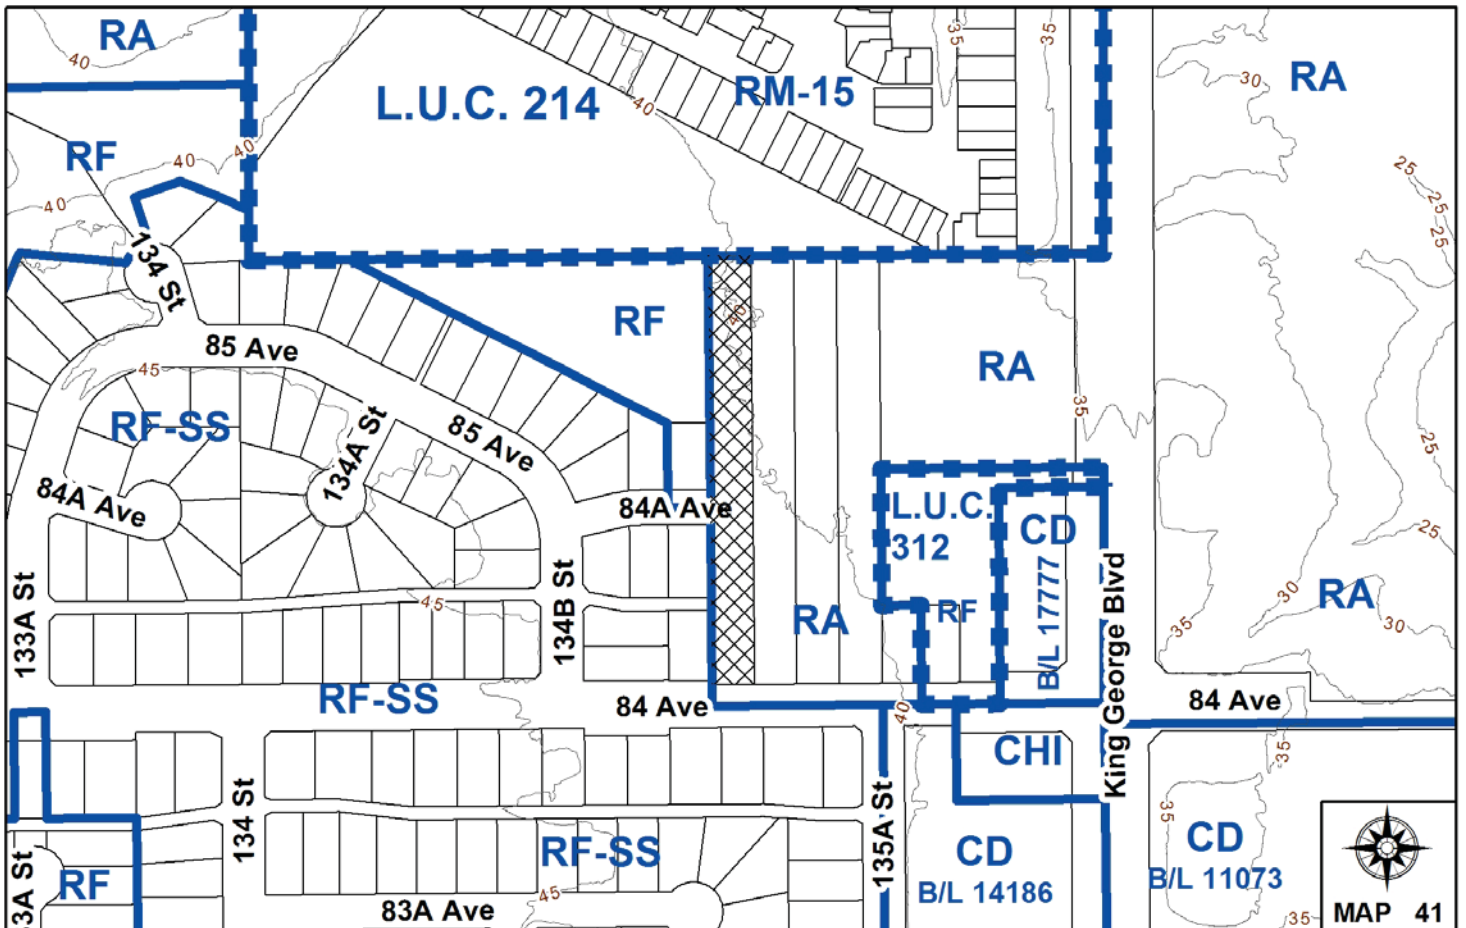 RA
40
35
35
RA
30
L.U.C. 214
RM-15
40
RF
40
40
40
25
25
25
134 St
RF
40
85 Ave
45
RA
35
RF-SS
85 Ave
134A St
25
84A Ave
84A Ave
L.U.C.
312
CD
25
B/L 17777
King George Blvd
133A St
45
134B St
RA
RF
30
RA
35
30
RF-SS
84 Ave
40
84 Ave
CHI
35
134 St
135A St
35
RF-SS
CD
B/L 14186
CD
B/L 11073
3A St
RF
45
83A Ave
35
MAP 41